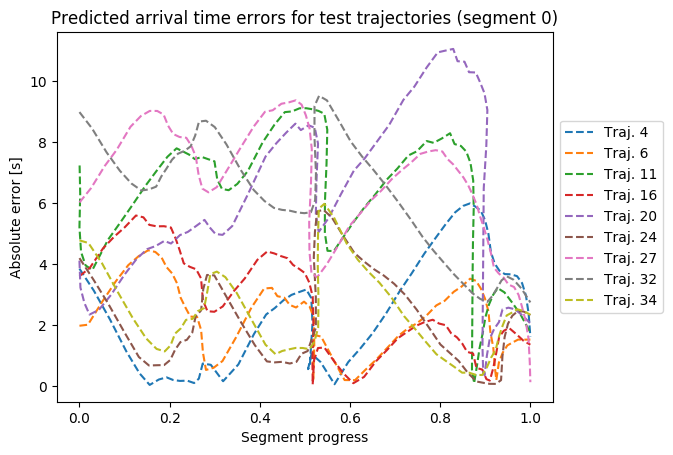 Predicted arrival time errors for test trajectories (segment 0)
Absolute error [s]
10
8
6
4
2
0
0.0 0.2 0.4 0.6 0.8 1.0
Segment progress
Traj. 4
Traj. 6
Traj. 11
Traj. 16
Traj. 20
Traj. 24
Traj. 27
Traj. 32
Traj. 34